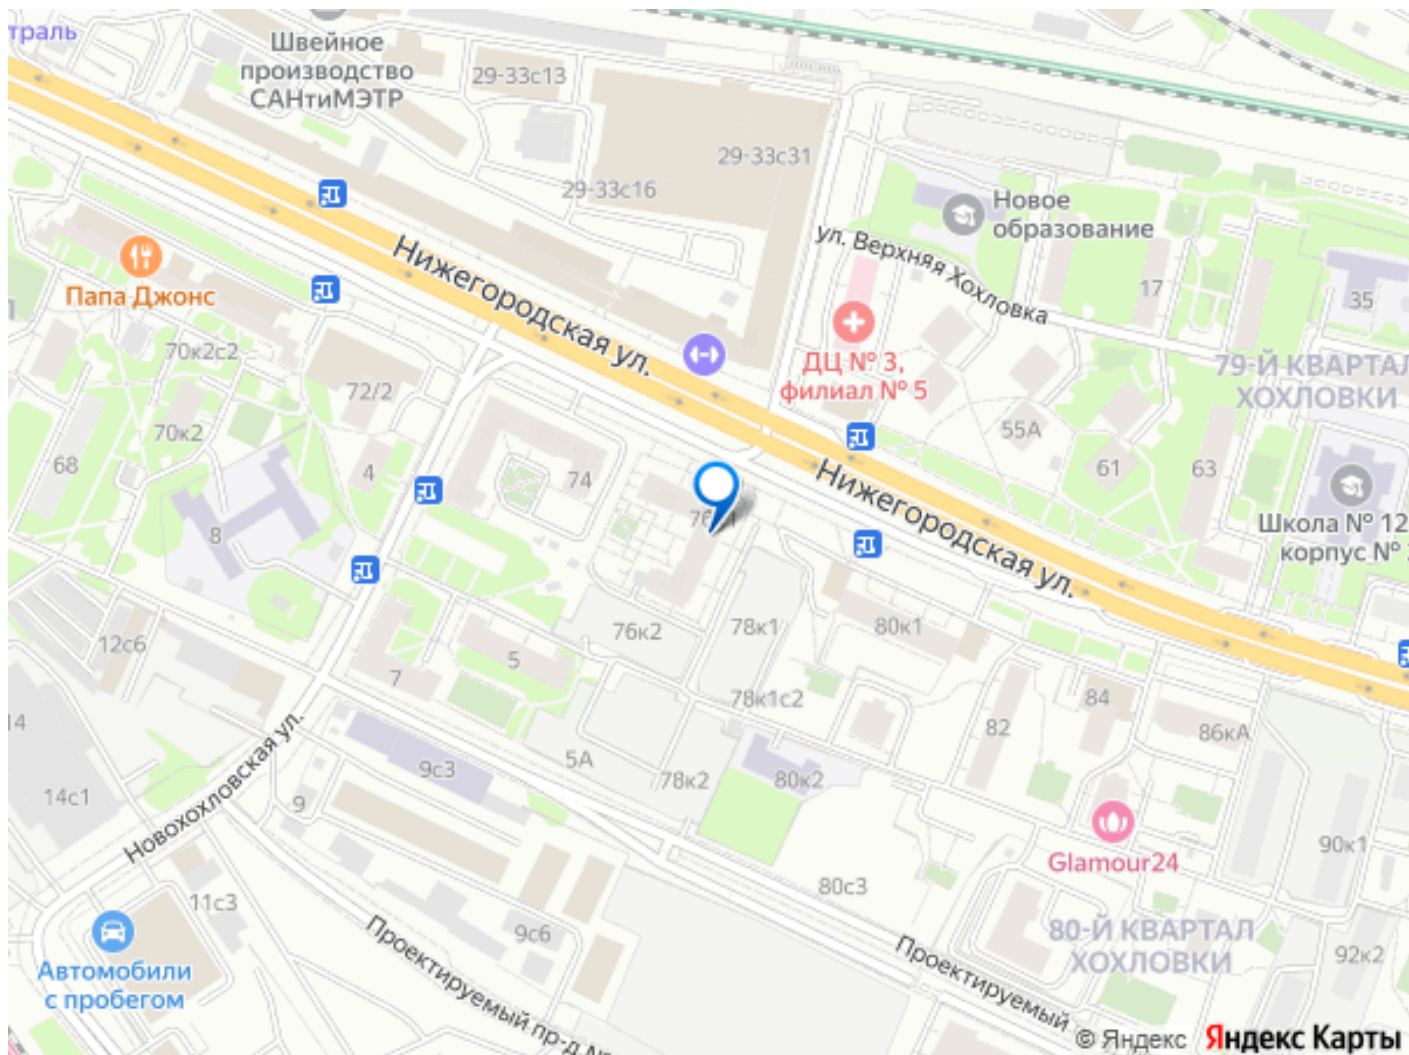 траль
Швейное
производство
САНтиМЭТР
29-33с13
29-33с31
29-33с16
Новое
образование
ул. Верхняя Хохловка
17
35
Папа Джонс
Нижегородская ул.
70к2с2
72/2
ДЦ № 3,
филиал № 5
79-Й КВАРТАЛ
ХОХЛОВКИ
70к2
68
4
74
55А
61
63
Нижегородская ул.
Школа № 12
корпус №
8
12с6
76к2
78к1
80к1
5
7
78к1с2
82
84
86кА
14
5А
9с3
78к2
80к2
14с1
9
Новохохловская ул.
Glamour24
90к1
80с3
11с3
9с6
80-Й КВАРТАЛ
ХОХЛОВКИ
92к2
Автомобили
с пробегом
Проектируемый пр-д
Проектируемый
© Яндекс Яндекс Карты